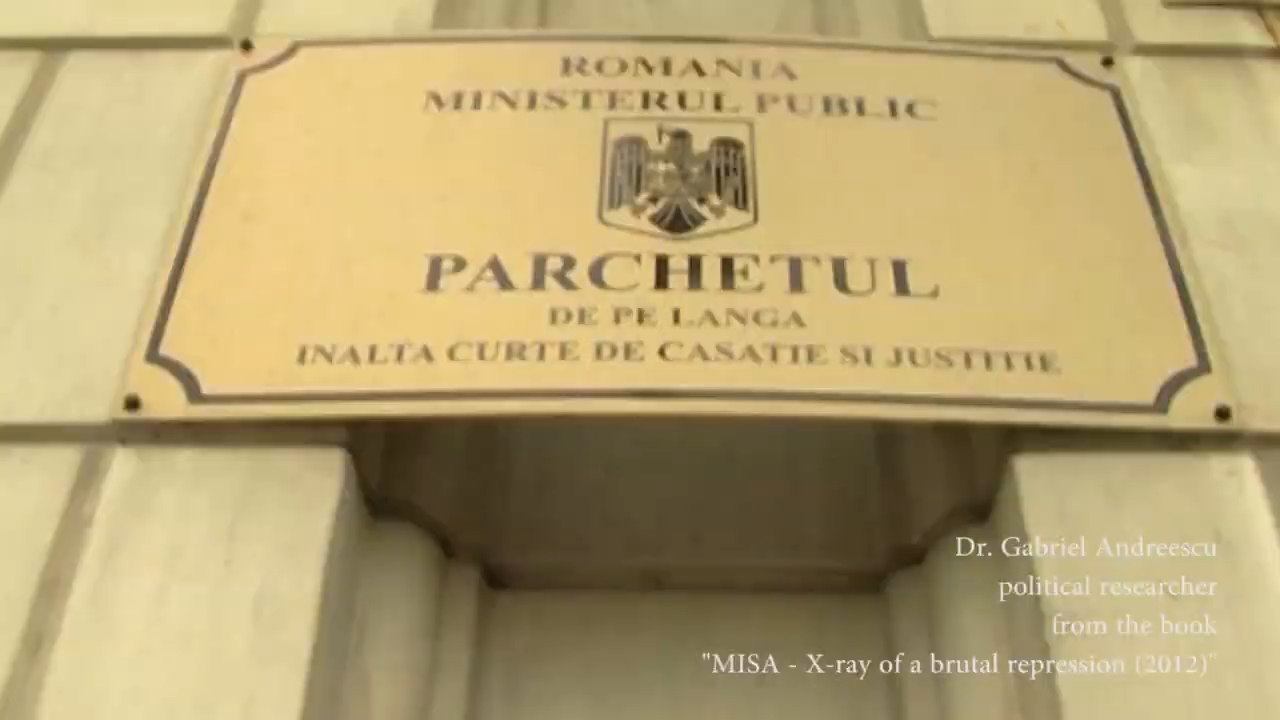 ROMANIA
MINISTERUL PUBLIC
PARCHETUL
DE PE LANGA
INALTA CURTE DE CASATIE SI JUSTITIE
Dr. Gabriel Andreescu
political researcher
from the book
"MISA - X-ray of a brutal repression (2012)"